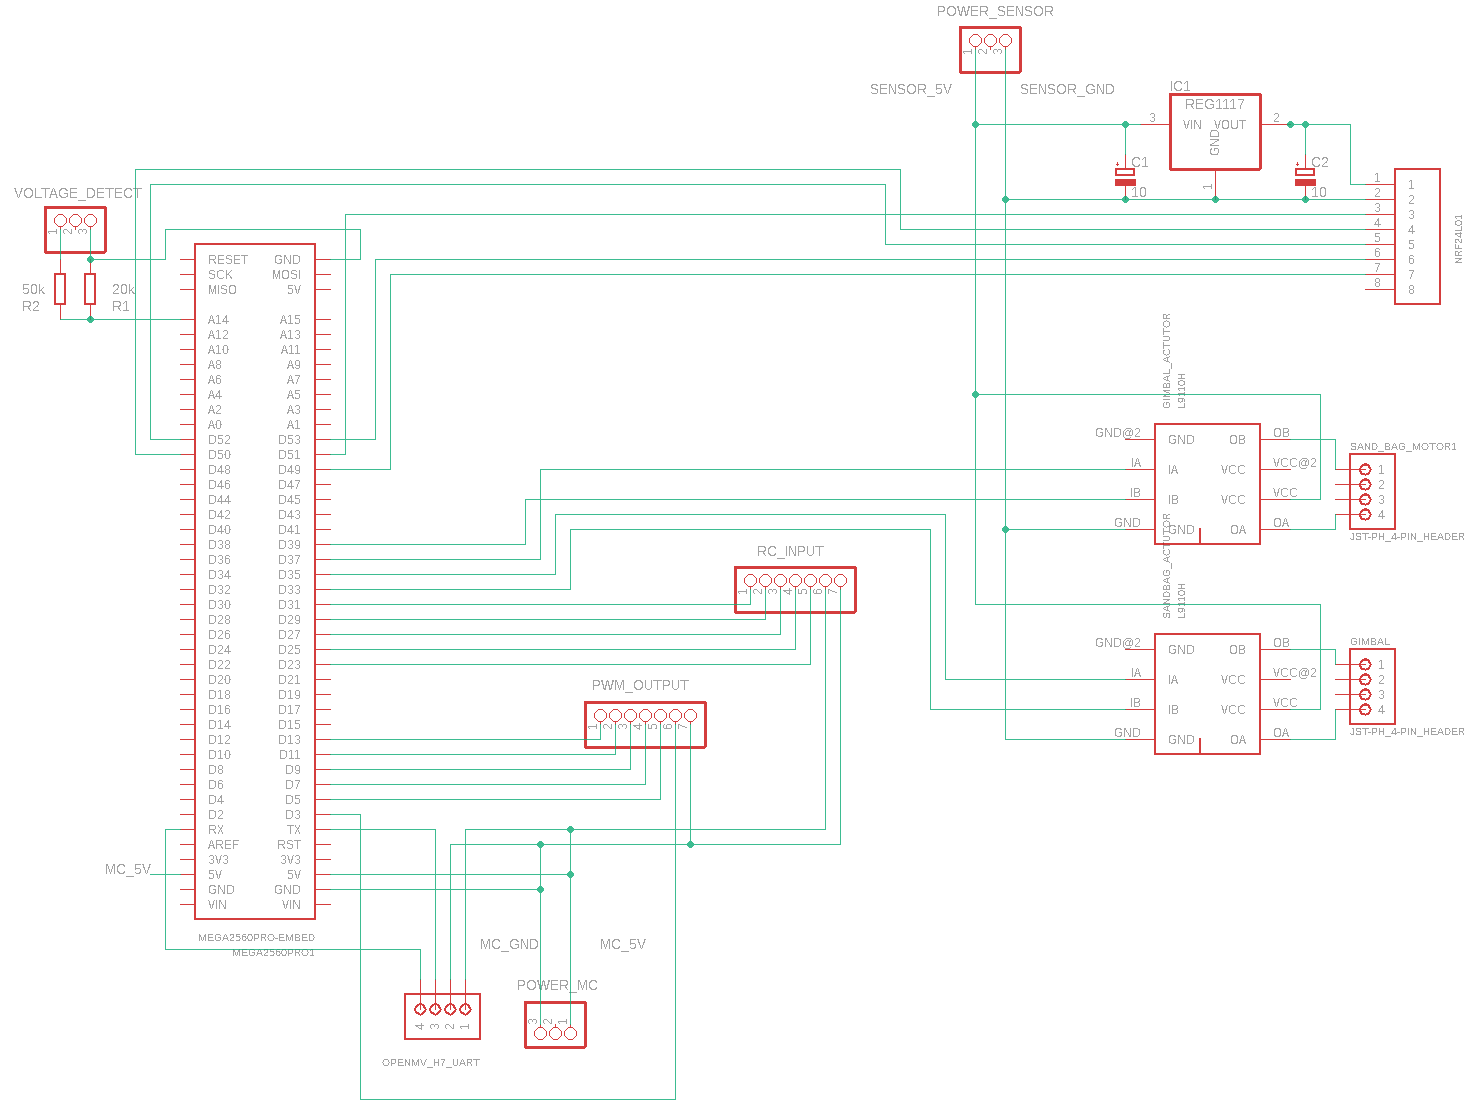 POWER_SENSOR
1 2 3
SENSOR_5V SENSOR_GND
IC1
REG1117
3 VIN VOUT 2
GND
1
C1
10
C2
10
1 1
2 2
3 3
4 4
5 5
6 6
7 7
8 8
NRF24L01
VOLTAGE_DETECT
1 2 3
50k 20k
R2 R1
RESET GND
SCK MOSI
MISO 5V
A14 A15
A12 A13
A10 A11
A8 A9
A6 A7
A4 A5
A2 A3
A0 A1
D52 D53
D50 D51
D48 D49
D46 D47
D44 D45
D42 D43
D40 D41
D38 D39
D36 D37
D34 D35
D32 D33
D30 D31
D28 D29
D26 D27
D24 D25
D22 D23
D20 D21
D18 D19
D16 D17
D14 D15
D12 D13
D10 D11
D8 D9
D6 D7
D4 D5
D2 D3
RX TX
AREF RST
3V3 3V3
MC_5V 5V 5V
GND GND
VIN VIN
MEGA2560PRO-EMBED
MEGA2560PRO1
GIMBAL_ACTUTOR
L9110H
GND@2 GND OB OB
IA IA VCC VCC@2
IB IB VCC VCC
GND GND OA OA
SAND_BAG_MOTOR1
1
2
3
4
JST-PH_4-PIN_HEADER
SANDBAG_ACTUTOR
L9110H
GND@2 GND OB OB
IA IA VCC VCC@2
IB IB VCC VCC
GND GND OA OA
GIMBAL
1
2
3
4
JST-PH_4-PIN_HEADER
RC_INPUT
1 2 3 4 5 6 7
PWM_OUTPUT
1 2 3 4 5 6 7
MC_GND MC_5V
POWER_MC
3 2 1
4 3 2 1
OPENMV_H7_UART